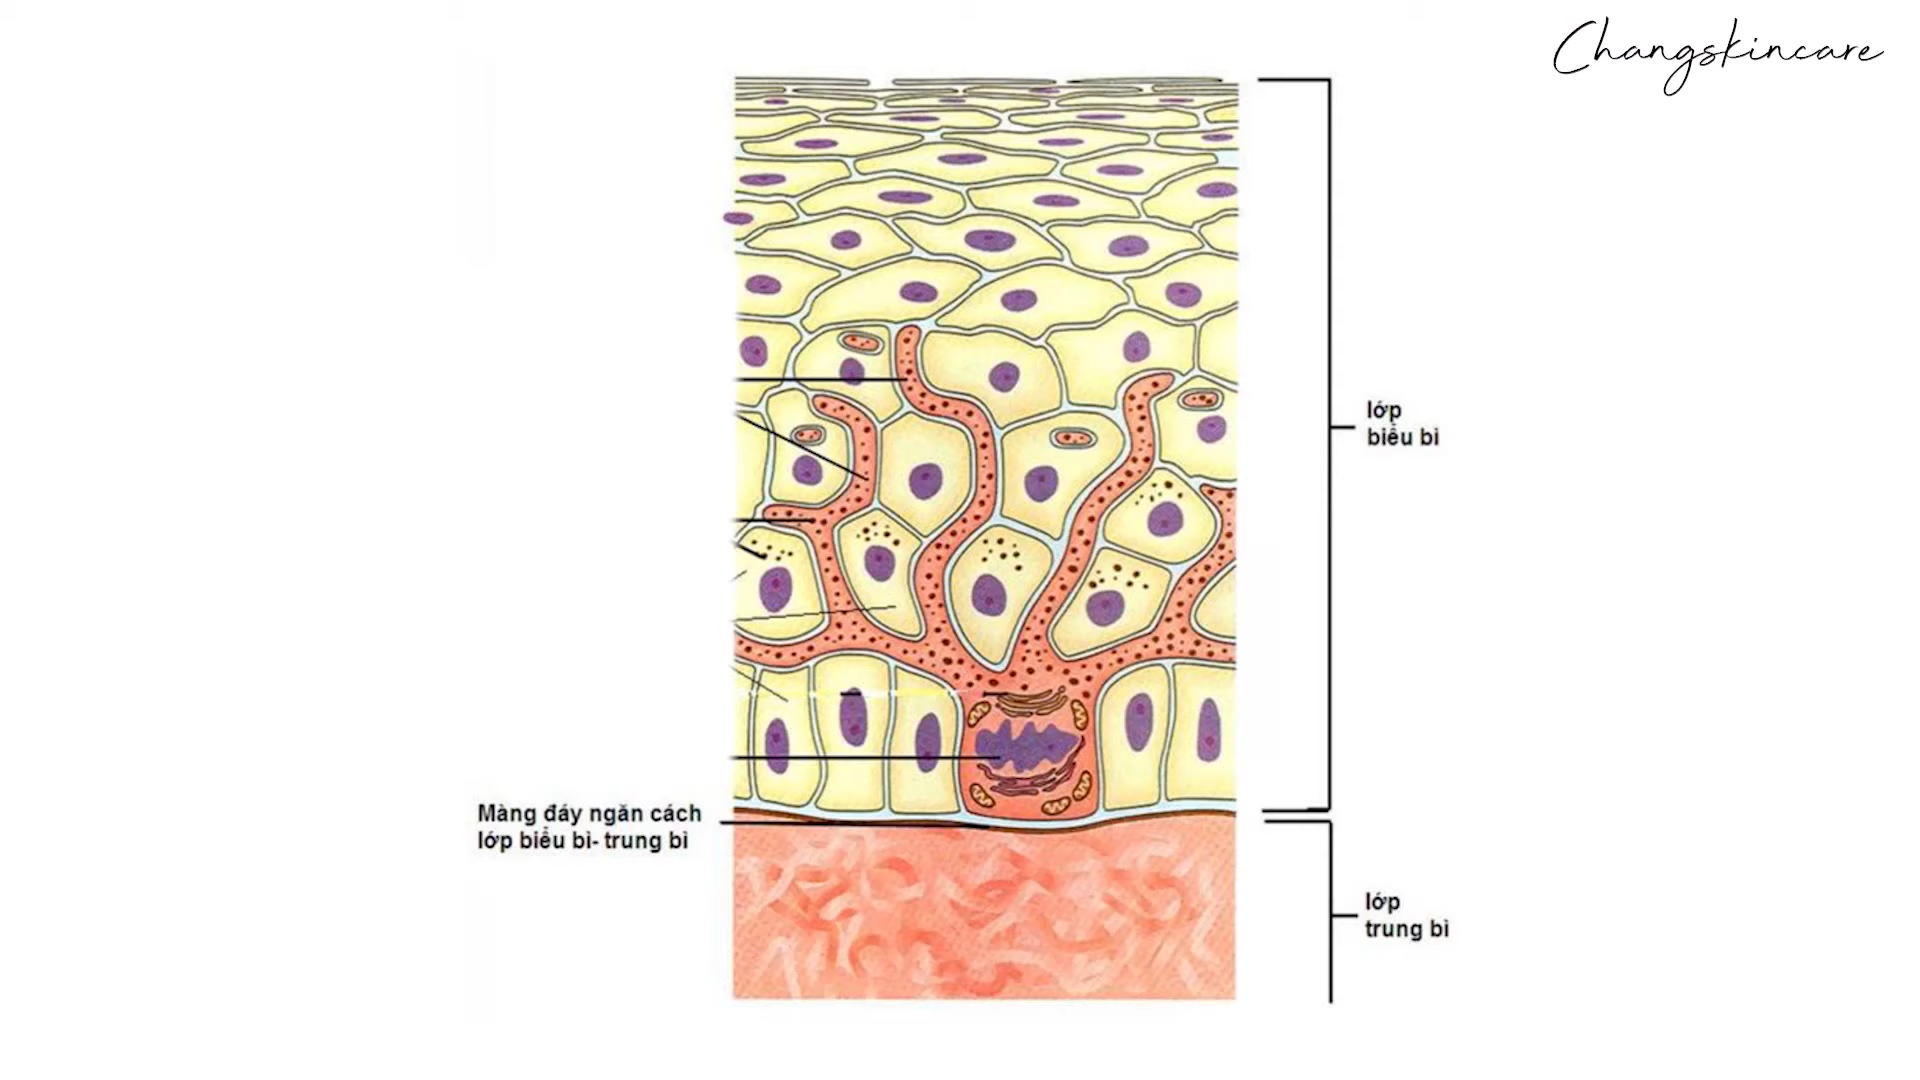 Changskincare
lớp
biểu bì
Màng đáy ngăn cách
lớp biểu bì- trung bì
lớp
trung bì